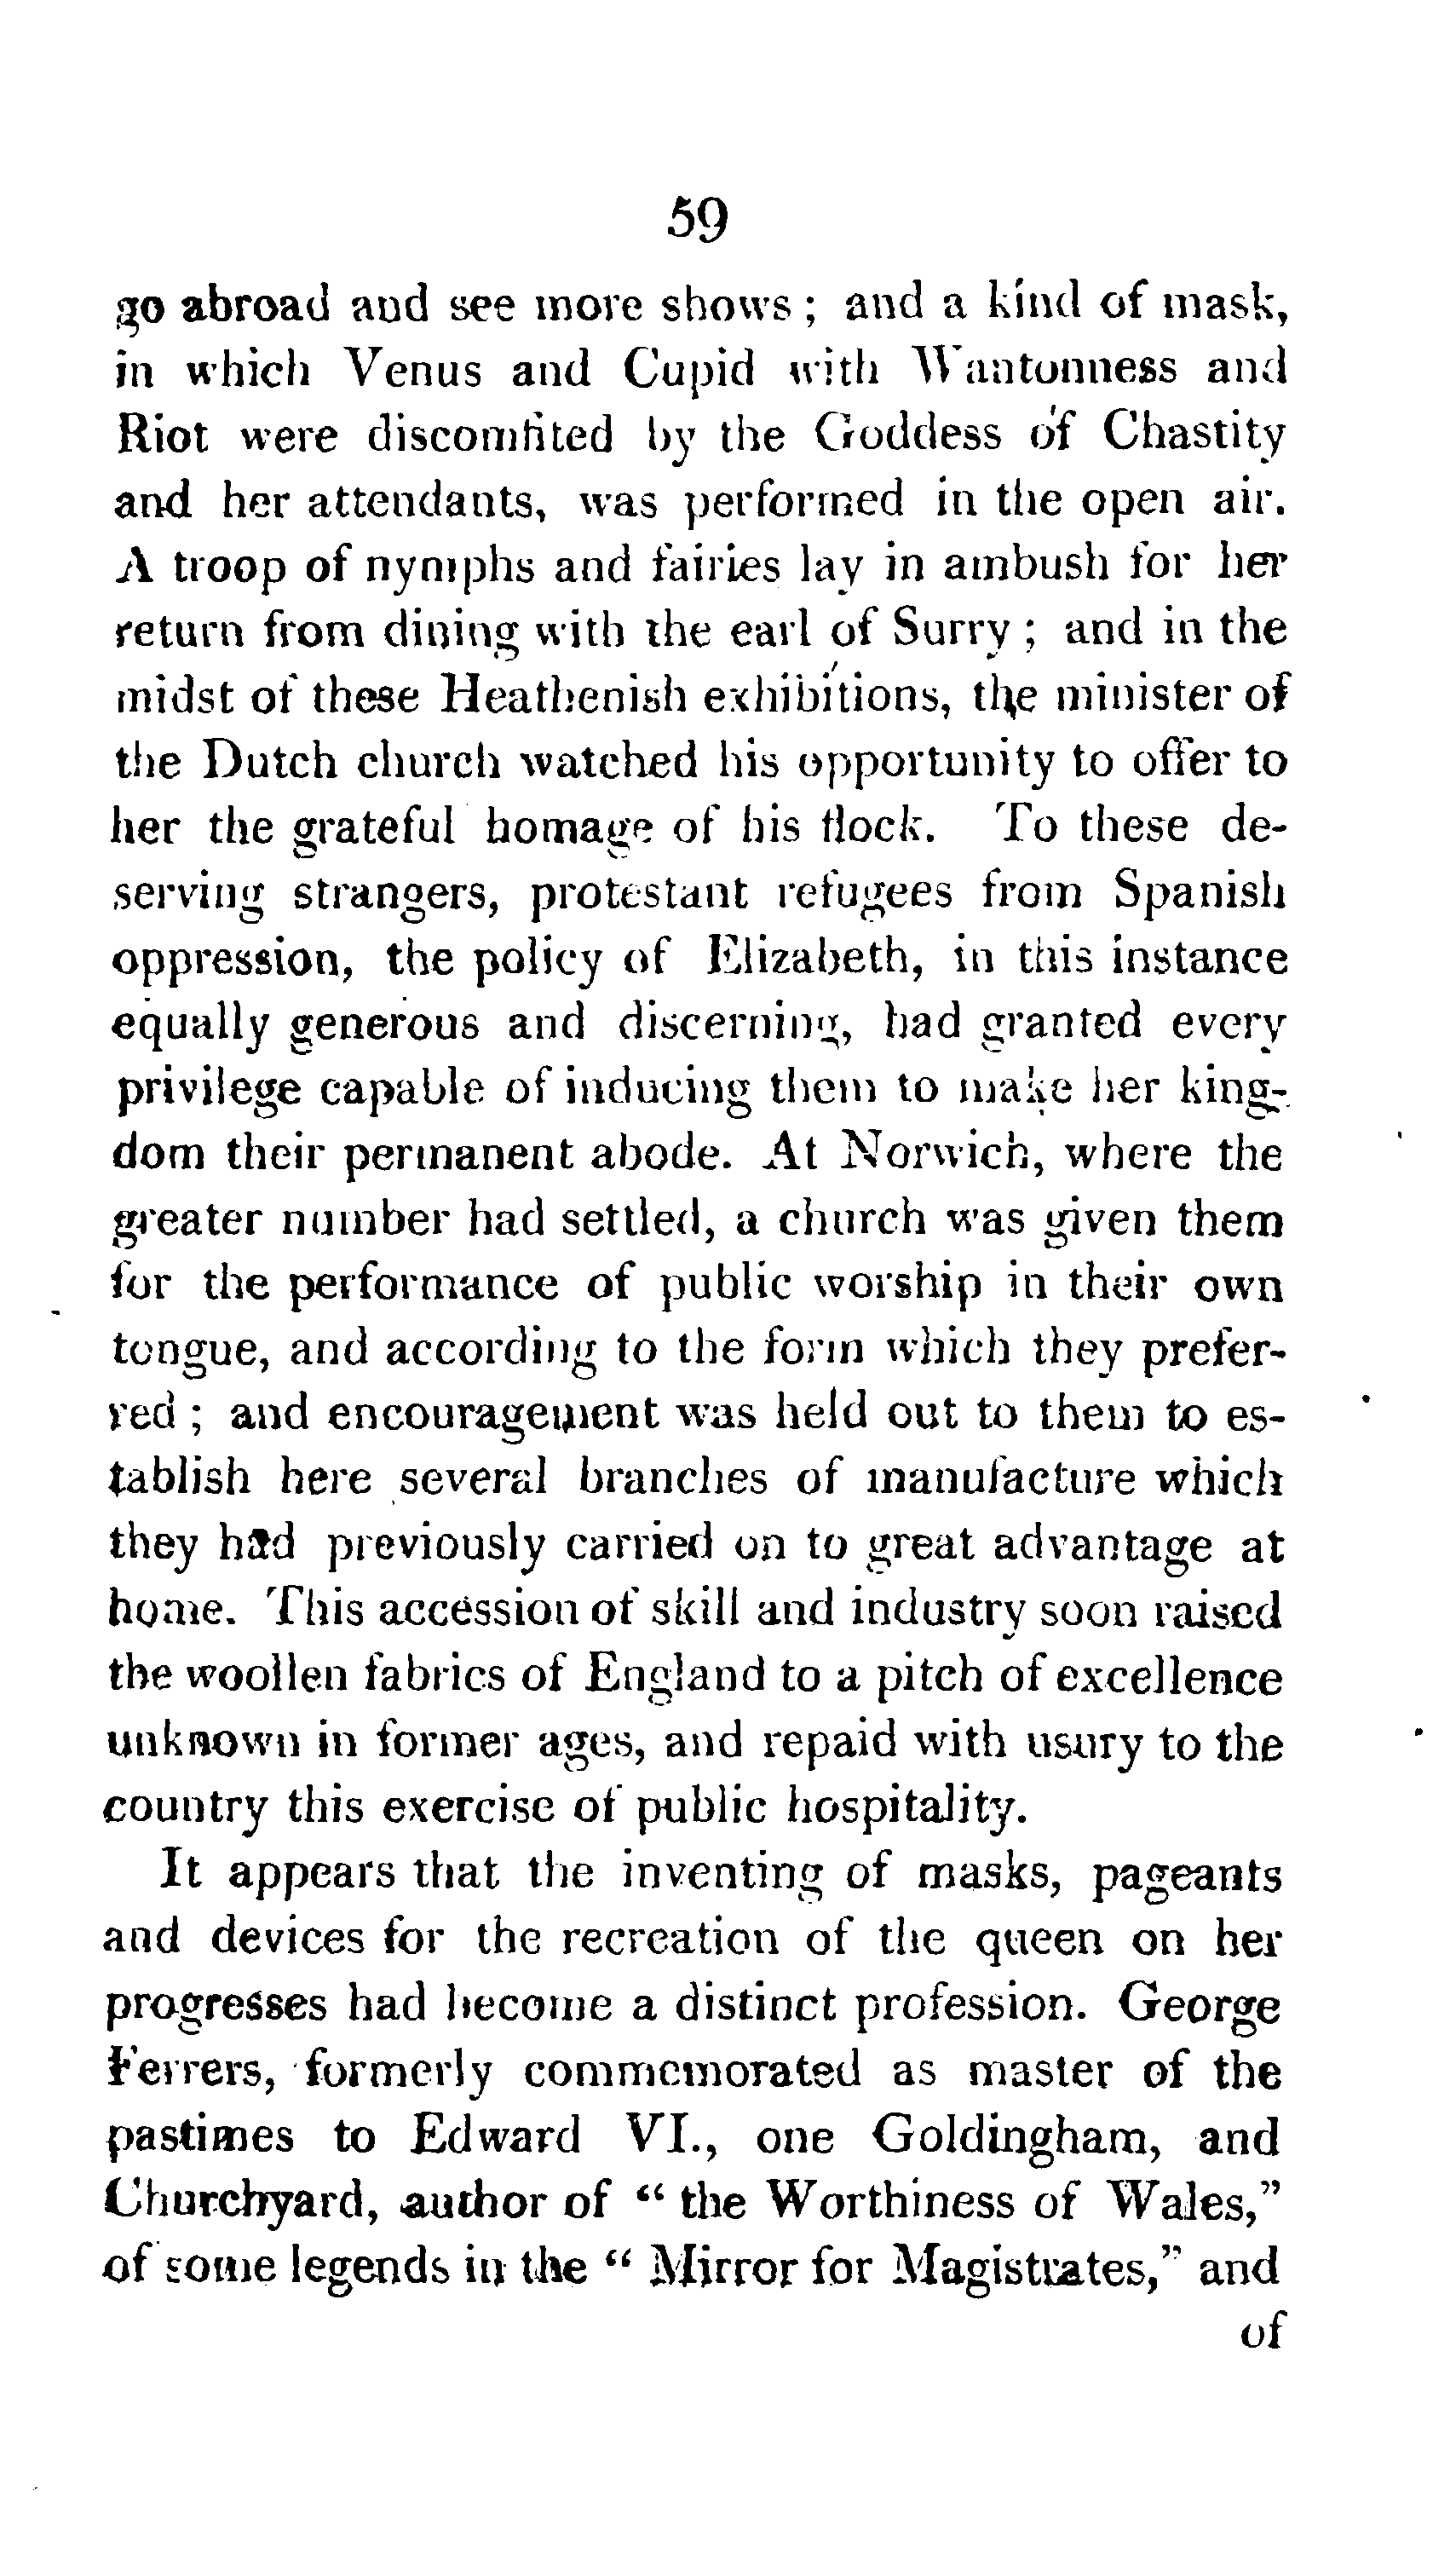 59
go abroad and see more shows ; and a kind of mask,
in which Venus and Cupid with Wantonness and
Riot were discomfited by the Goddess of Chastity
and her attendants, was performed in the open air.
A troop of nymphs and fairies lay in ambush for her
return from dining with the earl of Surry ; and in the
midst of these Heathenish exhibitions, the minister of
the Dutch church watched his opportunity to offer to
her the grateful homage of his flock. To these de-
serving strangers, protestant refugees from Spanish
oppression, the policy of Elizabeth, in this instance
equally generous and discerning, had granted every
privilege capable of inducing them to make her king-
dom their permanent abode. At Norwich, where the
greater number had settled, a church was given them
for the performance of public worship in their own
tongue, and according to the form which they prefer-
red ; and encouragement was held out to them to es-
tablish here several branches of manufacture which
they had previously carried on to great advantage at
home. This accession of skill and industry soon raised
the woollen fabrics of England to a pitch of excellence
unknown in former ages, and repaid with usury to the
country this exercise of public hospitality.
It appears that the inventing of masks, pageants
and devices for the recreation of the queen on her
progresses had become a distinct profession. George
Ferrers, formerly commemorated as master of the
pastimes to Edward VI., one Goldingham, and
Churchyard, author of “ the Worthiness of Wales,”
of some legends in the “ Mirror for Magistrates,” and
of